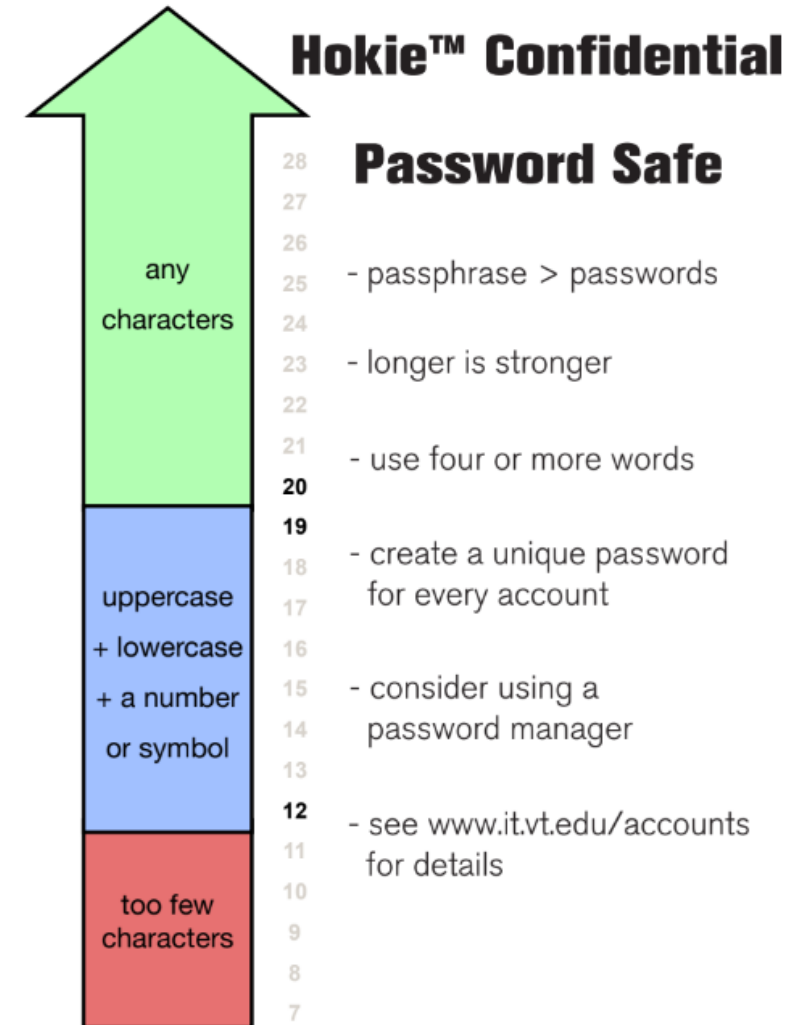 Hokie™ Confidential
Password Safe
any
characters
uppercase
+ lowercase
+ a number
or symbol
too few
characters
28
27
26
25
24
23
22
21
20
19
18
17
16
15
14
13
12
11
10
9
8
7
- passphrase > passwords
- longer is stronger
- use four or more words
- create a unique password
for every account
- consider using a
password manager
- see www.it.vt.edu/accounts
for details